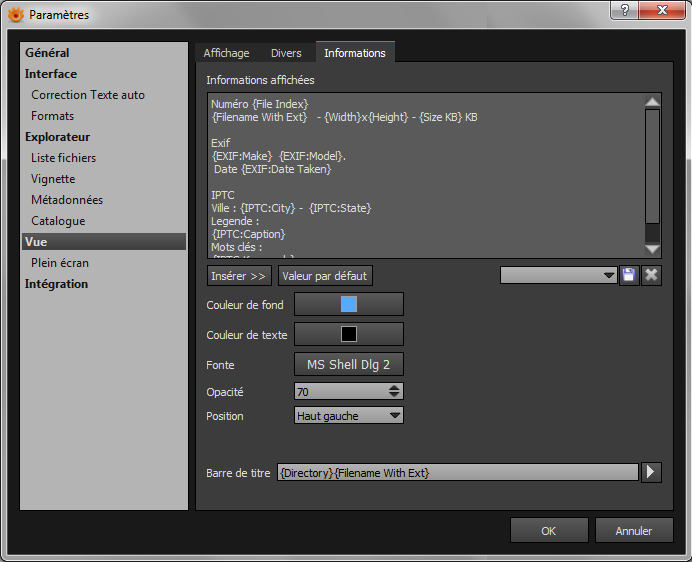 Paramètres
?
Général
Interface
Correction Texte auto
Formats
Explorateur
Liste fichiers
Vignette
Métadonnées
Catalogue
Vue
Plein écran
Intégration
Affichage Divers Informations
Informations affichées
Numéro {File Index}
{Filename With Ext} - {Width}x{Height} - {Size KB} KB
Exif
{EXIF:Make} {EXIF:Model}.
Date {EXIF:Date Taken}
IPTC
Ville : {IPTC:City} - {IPTC:State}
Legende :
{IPTC:Caption}
Mots clés :
Insérer >> Valeur par défaut
Couleur de fond
Couleur de texte
Fonte MS Shell Dlg 2
Opacité 70
Position Haut gauche
Barre de titre {Directory}{Filename With Ext}
OK Annuler